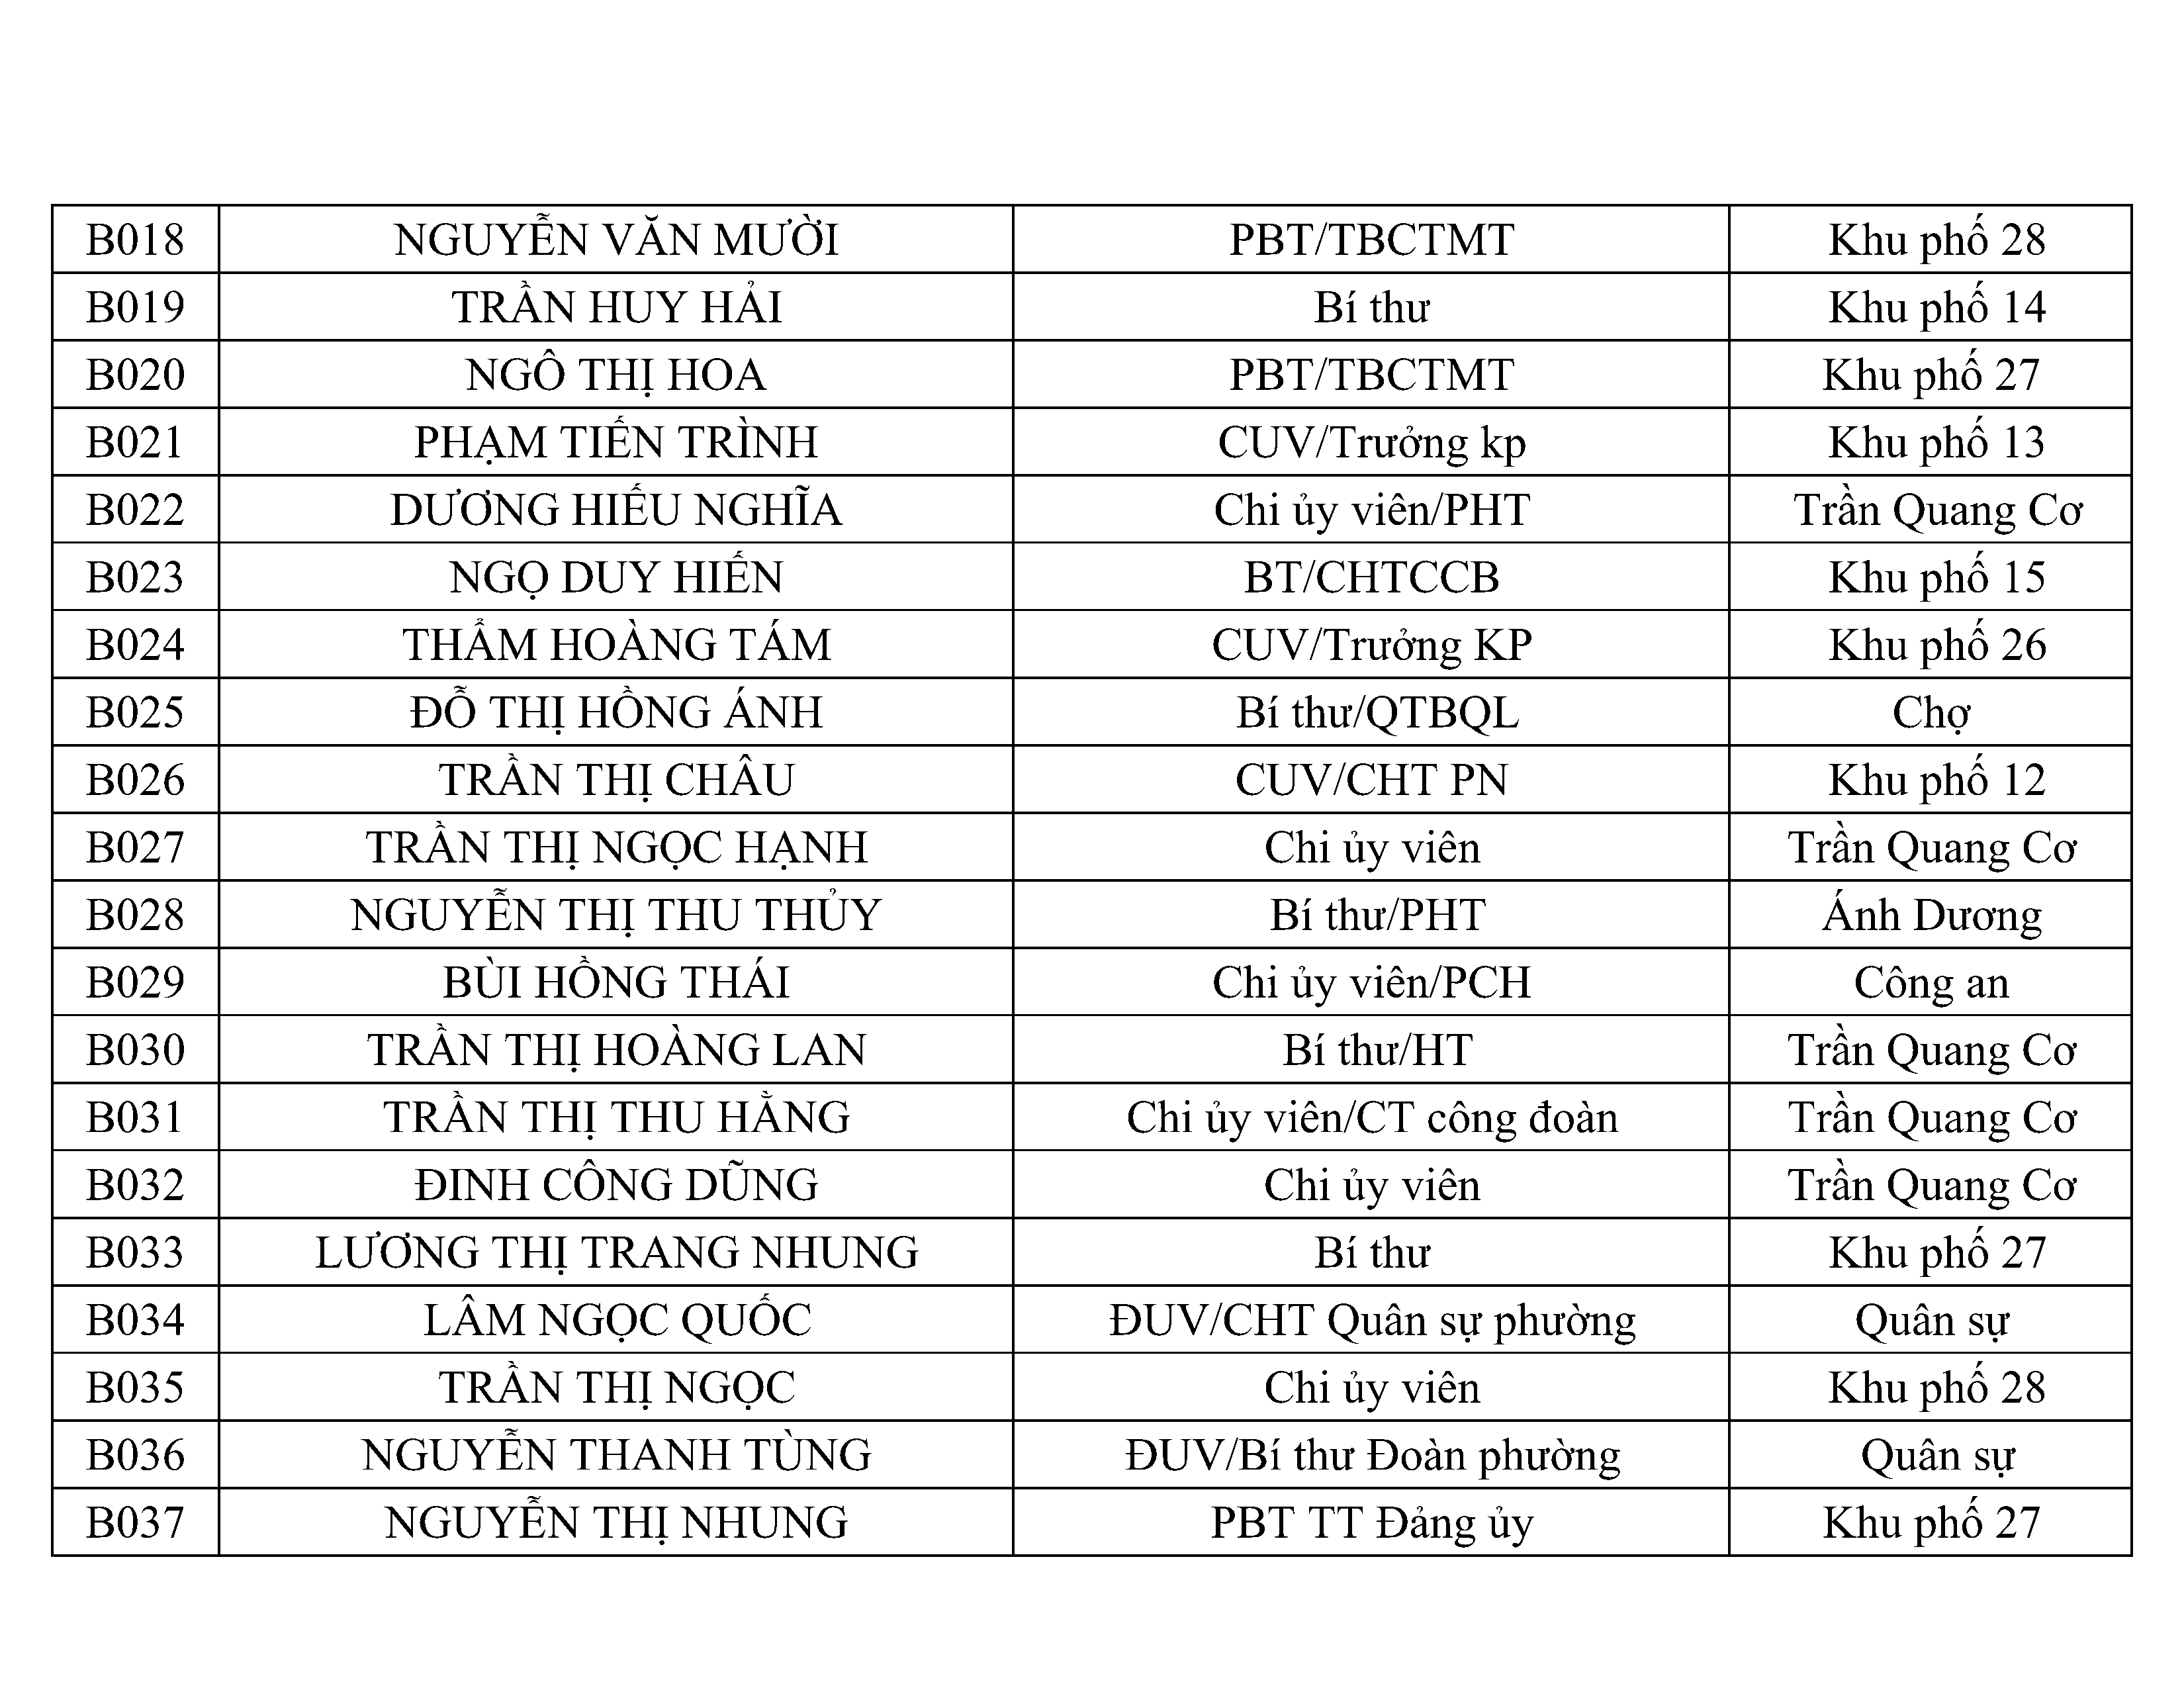 B018 NGUYỄN VĂN MƯỜI PBT/TBCTMT Khu phố 28
B019 TRẦN HUY HẢI Bí thư Khu phố 14
B020 NGÔ THỊ HOA PBT/TBCTMT Khu phố 27
B021 PHẠM TIẾN TRÌNH CUV/Trưởng kp Khu phố 13
B022 DƯƠNG HIẾU NGHĨA Chi ủy viên/PHT Trần Quang Cơ
B023 NGỌ DUY HIẾN BT/CHTCCB Khu phố 15
B024 THẨM HOÀNG TÁM CUV/Trưởng KP Khu phố 26
B025 ĐỖ THỊ HỒNG ÁNH Bí thư/QTBQL Chợ
B026 TRẦN THỊ CHÂU CUV/CHT PN Khu phố 12
B027 TRẦN THỊ NGỌC HẠNH Chi ủy viên Trần Quang Cơ
B028 NGUYỄN THỊ THU THỦY Bí thư/PHT Ánh Dương
B029 BÙI HỒNG THÁI Chi ủy viên/PCH Công an
B030 TRẦN THỊ HOÀNG LAN Bí thư/HT Trần Quang Cơ
B031 TRẦN THỊ THU HẰNG Chi ủy viên/CT công đoàn Trần Quang Cơ
B032 ĐINH CÔNG DŨNG Chi ủy viên Trần Quang Cơ
B033 LƯƠNG THỊ TRANG NHUNG Bí thư Khu phố 27
B034 LÂM NGỌC QUỐC ĐUV/CHT Quân sự phường Quân sự
B035 TRẦN THỊ NGỌC Chi ủy viên Khu phố 28
B036 NGUYỄN THANH TÙNG ĐUV/Bí thư Đoàn phường Quân sự
B037 NGUYỄN THỊ NHUNG PBT TT Đảng ủy Khu phố 27